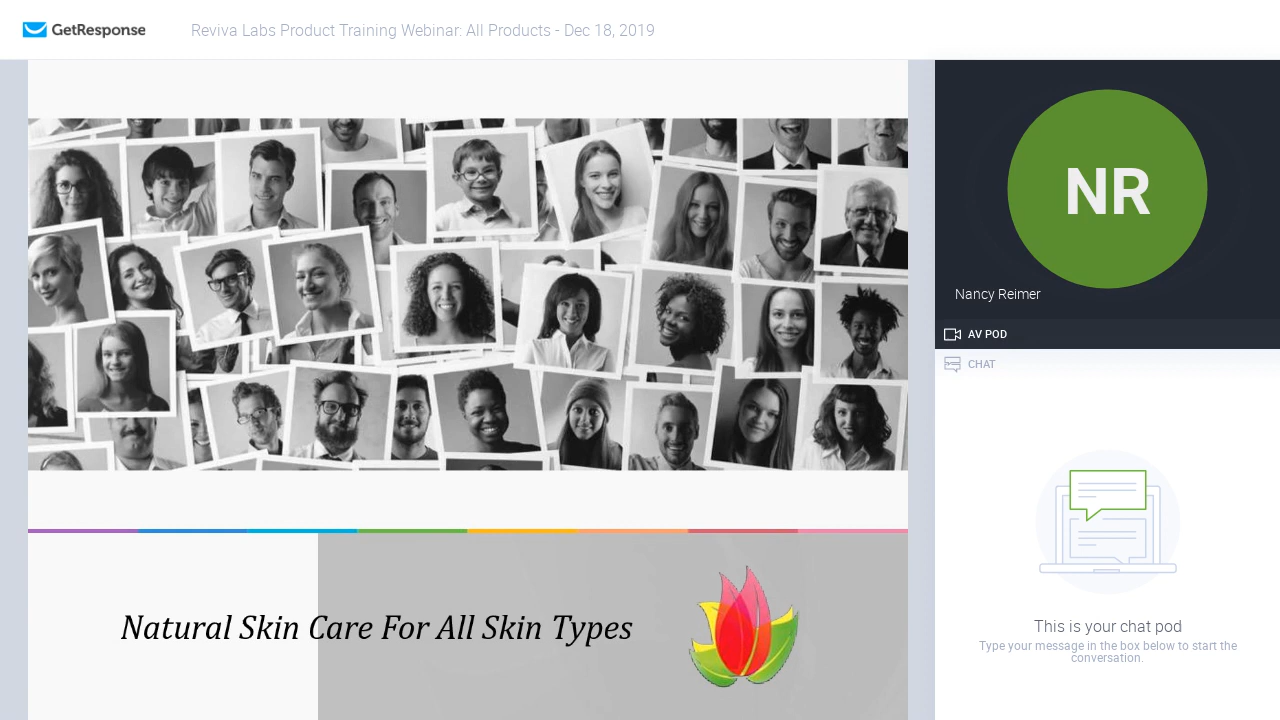 GetResponse
Reviva Labs Product Training Webinar: All Products - Dec 18, 2019
NR
Nancy Reimer
AV POD
CHAT
Natural Skin Care For All Skin Types
This is your chat pod
Type your message in the box below to start the
conversation.